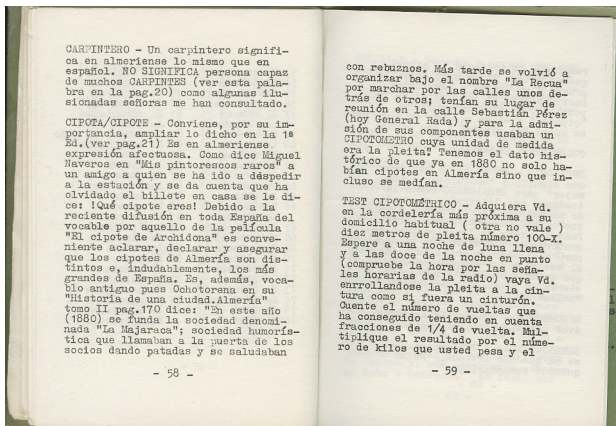 CARPINTERO - Un carpintero signifi-
ca en almeriense lo mismo que en
español. NO SIGNIFICA persona capaz
de muchos CARPINTES (ver esta pala-
bra en la pag.20) como algunas ilu-
sionadas señoras me han consultado.
CIPOTA/CIPOTE - Conviene, por su im-
portancia, ampliar lo dicho en la 1ª
Ed.(ver pag.21) Es en almeriense
expresión afectuosa. Como dice Miguel
Naveros en "Mis pintorescos raros" a
un amigo a quien se ha ido a despedir
a la estación y se da cuenta que ha
olvidado el billete en casa se le di-
ce: ¡Qué cipote eres! Debido a la
reciente difusión en toda España del
vocable por aquello de la película
"El cipote de Archidona" es conve-
niente aclarar, declarar y asegurar
que los cipotes de Almería son dis-
tintos e, indudablemente, los más
grandes de España. Es, además, voca-
blo antiguo pues Ochotorena en su
"Historia de una ciudad.Almería"
tomo II pag.170 dice: "En este año
(1880) se funda la sociedad denomi-
nada "La Majaraca"; sociedad humorís-
tica que llamaban a la puerta de los
socios dando patadas y se saludaban
- 58 -
con rebuznos. Más tarde se volvió a
organizar bajo el nombre "La Recua"
por marchar por las calles unos de-
trás de otros; tenían su lugar de
reunión en la calle Sebastián Pérez
(hoy General Rada) y para la admi-
sión de sus componentes usaban un
CIPOTOMETRO cuya unidad de medida
era la pleita". Tenemos el dato his-
tórico de que ya en 1880 no solo ha-
bían cipotes en Almería sino que in-
cluso se medían.
TEST CIPOTOMÉTRICO - Adquiera Vd.
en la cordelería más próxima a su
domicilio habitual ( otra no vale )
diez metros de pleita número 100-X.
Espere a una noche de luna llena
y a las doce de la noche en punto
(compruebe la hora por las seña-
les horarias de la radio) vaya Vd.
enrrollandose la pleita a la cin-
tura como si fuera un cinturón.
Cuente el número de vueltas que
ha conseguido teniendo en cuenta
fracciones de 1/4 de vuelta. Mul-
tiplique el resultado por el núme-
ro de kilos que usted pesa y el
- 59 -